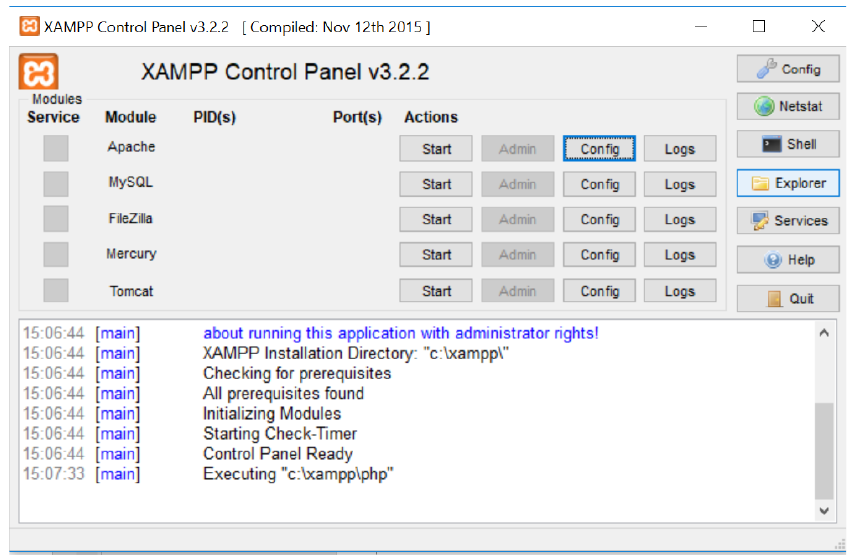 XAMPP Control Panel v3.2.2 [ Compiled: Nov 12th 2015 ]
XAMPP Control Panel v3.2.2
Config
Modules
Service Module PID(s) Port(s) Actions
Netstat
Apache Start Admin Config Logs
Shell
MySQL Start Admin Config Logs
Explorer
FileZilla Start Admin Config Logs
Services
Mercury Start Admin Config Logs
Help
Tomcat Start Admin Config Logs
Quit
15:06:44 [main] about running this application with administrator rights!
15:06:44 [main] XAMPP Installation Directory: "c:\xampp\"
15:06:44 [main] Checking for prerequisites
15:06:44 [main] All prerequisites found
15:06:44 [main] Initializing Modules
15:06:44 [main] Starting Check-Timer
15:06:44 [main] Control Panel Ready
15:07:33 [main] Executing "c:\xampp\php"